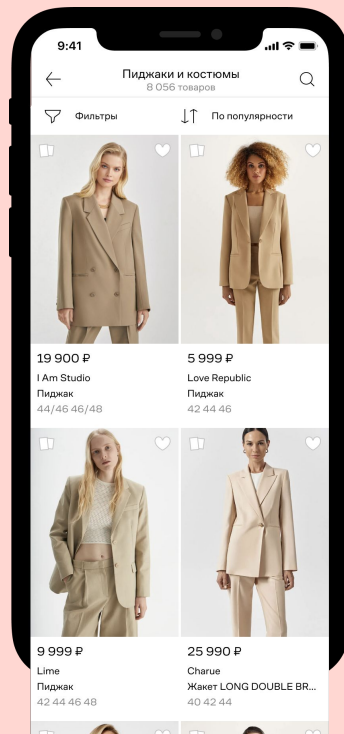 9:41
Пиджаки и костюмы
8 056 товаров
Фильтры
По популярности
19 900 ₽
5 999 ₽
I Am Studio
Love Republic
Пиджак
Пиджак
44/46 46/48
42 44 46
9 999 ₽
25 990 ₽
Lime
Charue
Пиджак
Жакет LONG DOUBLE BR...
42 44 46 48
40 42 44